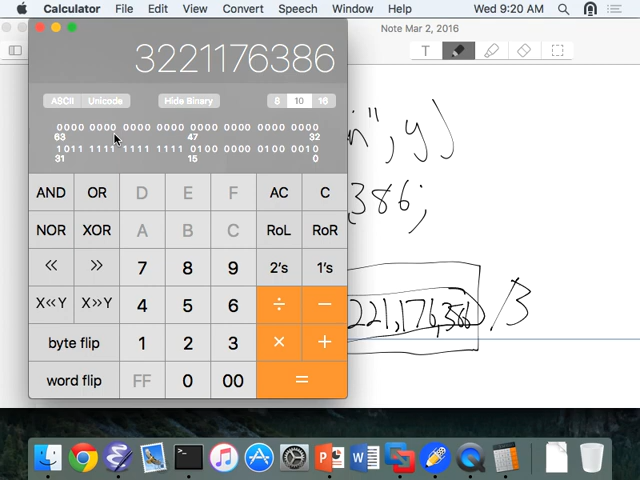 Calculator File Edit View Convert Speech Window Help Wed 9:20 AM
Note Mar 2, 2016
T
3221176386
ASCII Unicode Hide Binary 8 10 16
0000 0000 0000 0000 0000 0000 0000 0000
63 47 32
1011 1111 1111 1111 0100 0000 0100 0010
31 15 0
AND OR D E F AC C
NOR XOR A B C RoL RoR
<< >> 7 8 9 2's 1's
X<<Y X>>Y 4 5 6 ÷ −
byte flip 1 2 3 × +
word flip FF 0 00 =
", y)
386;
221,176,386 /3